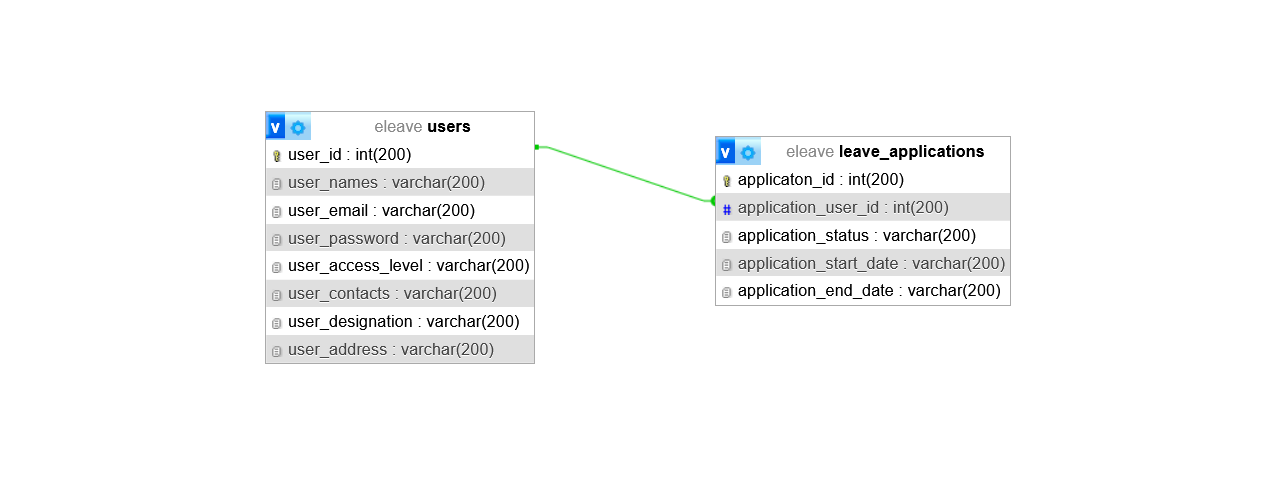 v eleave users
user_id : int(200)
user_names : varchar(200)
user_email : varchar(200)
user_password : varchar(200)
user_access_level : varchar(200)
user_contacts : varchar(200)
user_designation : varchar(200)
user_address : varchar(200)
v eleave leave_applications
applicaton_id : int(200)
# application_user_id : int(200)
application_status : varchar(200)
application_start_date : varchar(200)
application_end_date : varchar(200)